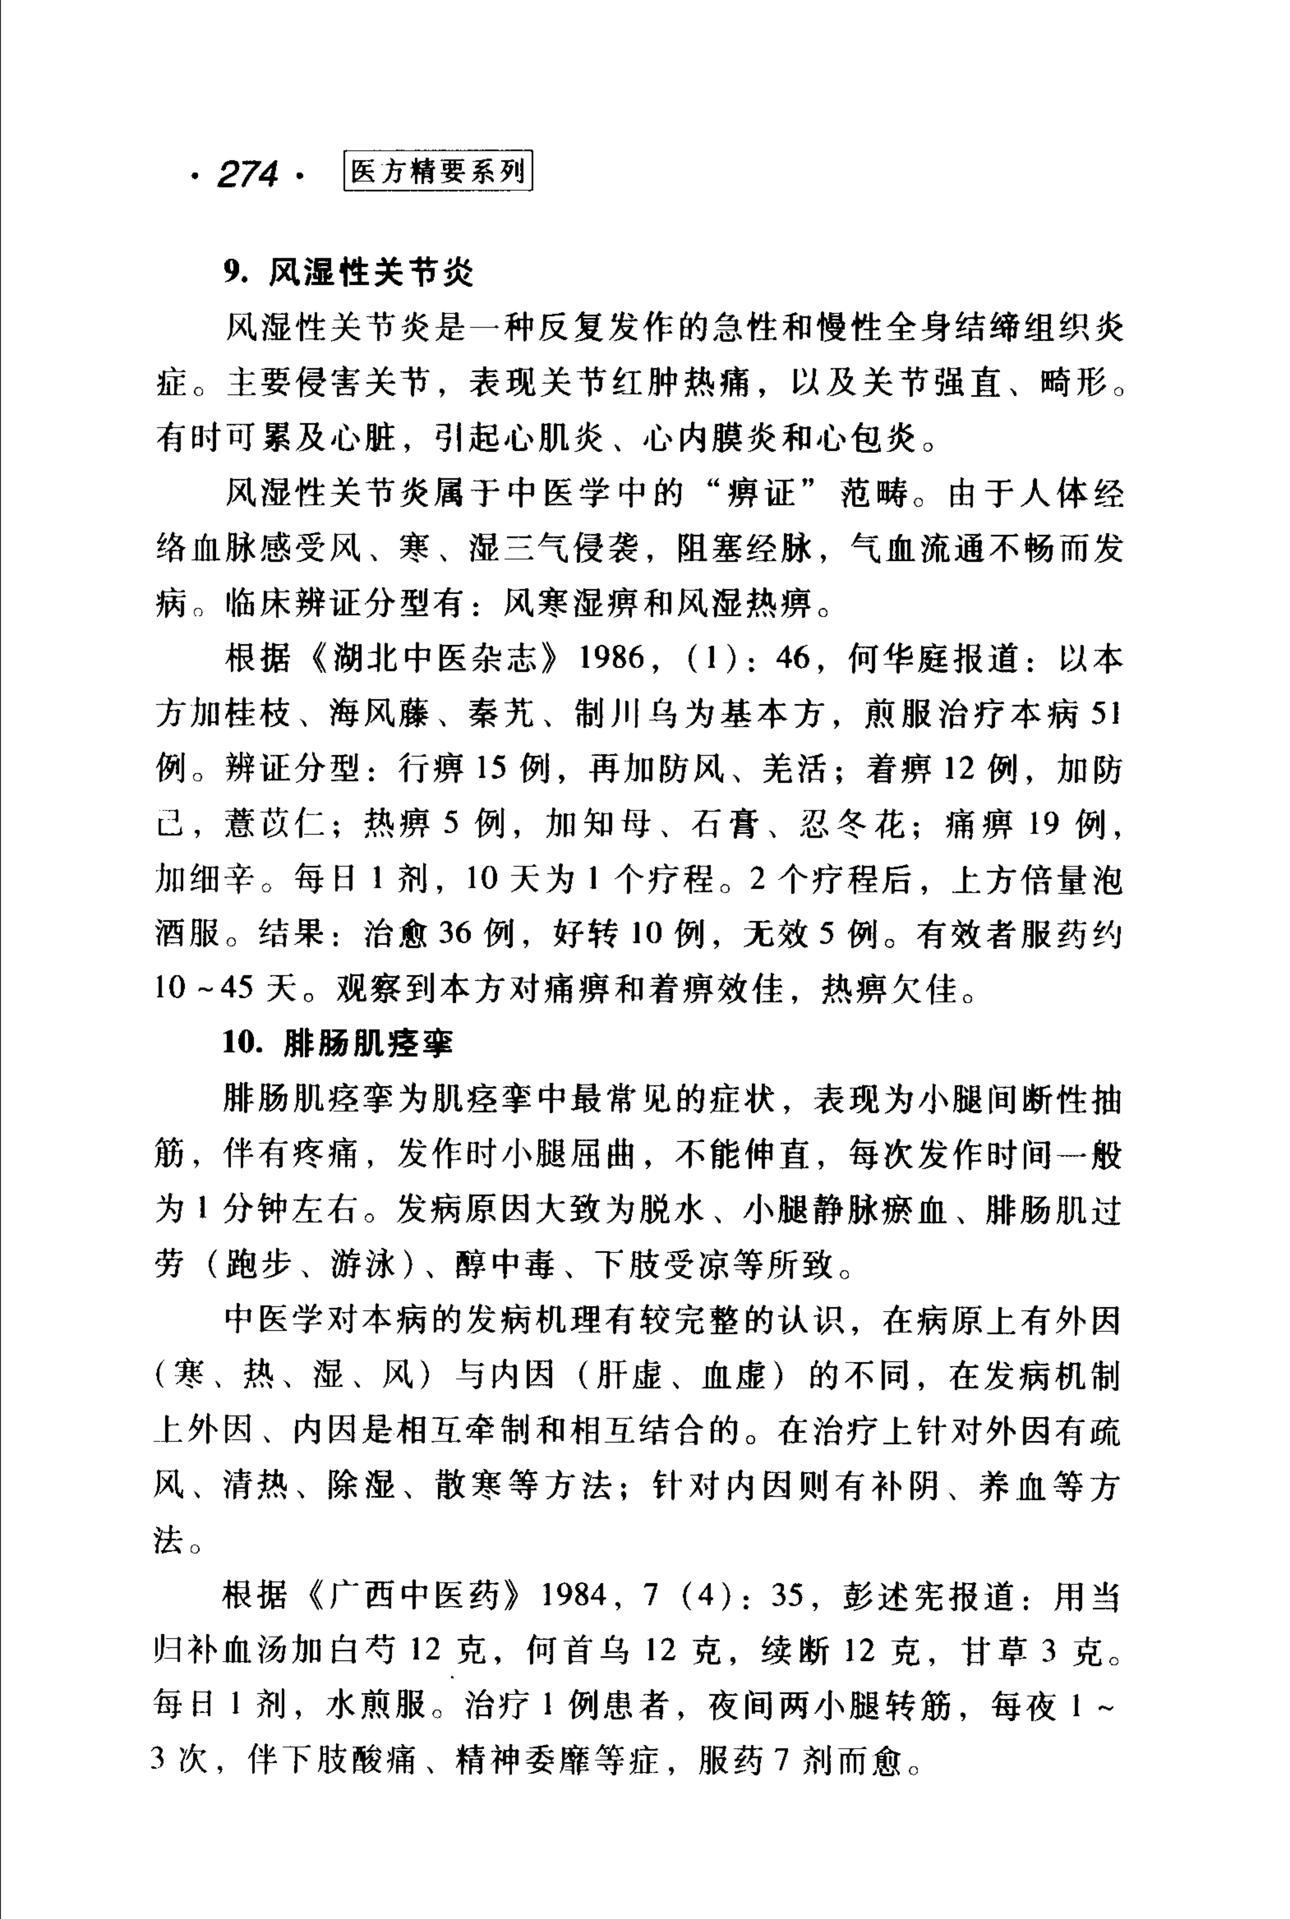 · 274 · 医方精要系列
9. 风湿性关节炎
风湿性关节炎是一种反复发作的急性和慢性全身结缔组织炎
症。主要侵害关节，表现关节红肿热痛，以及关节强直、畸形。
有时可累及心脏，引起心肌炎、心内膜炎和心包炎。
风湿性关节炎属于中医学中的“痹证”范畴。由于人体经
络血脉感受风、寒、湿三气侵袭，阻塞经脉，气血流通不畅而发
病。临床辨证分型有：风寒湿痹和风湿热痹。
根据《湖北中医杂志》1986，(1)：46，何华庭报道：以本
方加桂枝、海风藤、秦艽、制川乌为基本方，煎服治疗本病 51
例。辨证分型：行痹 15 例，再加防风、羌活；着痹 12 例，加防
己，薏苡仁；热痹 5 例，加知母、石膏、忍冬花；痛痹 19 例，
加细辛。每日 1 剂，10 天为 1 个疗程。2 个疗程后，上方倍量泡
酒服。结果：治愈 36 例，好转 10 例，无效 5 例。有效者服药约
10～45 天。观察到本方对痛痹和着痹效佳，热痹欠佳。
10. 腓肠肌痉挛
腓肠肌痉挛为肌痉挛中最常见的症状，表现为小腿间断性抽
筋，伴有疼痛，发作时小腿屈曲，不能伸直，每次发作时间一般
为 1 分钟左右。发病原因大致为脱水、小腿静脉瘀血、腓肠肌过
劳（跑步、游泳）、醇中毒、下肢受凉等所致。
中医学对本病的发病机理有较完整的认识，在病原上有外因
（寒、热、湿、风）与内因（肝虚、血虚）的不同，在发病机制
上外因、内因是相互牵制和相互结合的。在治疗上针对外因有疏
风、清热、除湿、散寒等方法；针对内因则有补阴、养血等方
法。
根据《广西中医药》1984，7（4）：35，彭述宪报道：用当
归补血汤加白芍 12 克，何首乌 12 克，续断 12 克，甘草 3 克。
每日 1 剂，水煎服。治疗 1 例患者，夜间两小腿转筋，每夜 1～
3 次，伴下肢酸痛、精神委靡等症，服药 7 剂而愈。